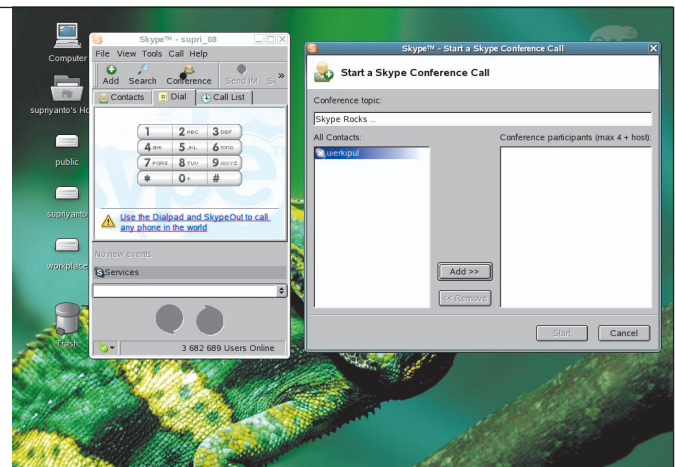 Computer
supriyanto's Ho
public
supriyanto
workplace
Trash
Skype™ - supri_08
File View Tools Call Help
Add Search Conference Send IM
Contacts Dial Call List
1 2 ABC 3 DEF
4 GHI 5 JKL 6 MNO
7 PQRS 8 TUV 9 WXYZ
* 0 + #
Use the Dialpad and SkypeOut to call
any phone in the world
No new events
Services
3 682 689 Users Online
Skype™ - Start a Skype Conference Call
Start a Skype Conference Call
Conference topic:
Skype Rocks ...
All Contacts:
Conference participants (max 4 + host):
uierkipul
Add >>
<< Remove
Start Cancel